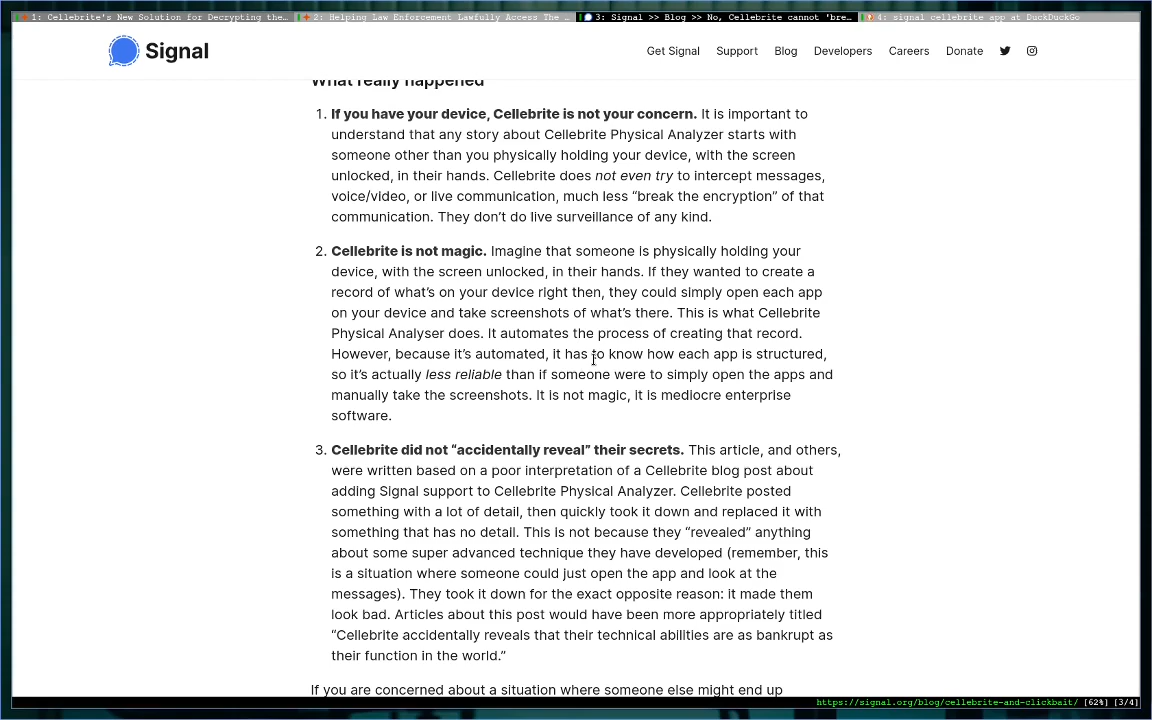 1: Cellebrite's New Solution for Decrypting the…
2: Helping Law Enforcement Lawfully Access The …
3: Signal >> Blog >> No, Cellebrite cannot 'bre…
4: signal cellebrite app at DuckDuckGo
Signal
Get Signal Support Blog Developers Careers Donate
What really happened
1. If you have your device, Cellebrite is not your concern. It is important to
understand that any story about Cellebrite Physical Analyzer starts with
someone other than you physically holding your device, with the screen
unlocked, in their hands. Cellebrite does not even try to intercept messages,
voice/video, or live communication, much less “break the encryption” of that
communication. They don’t do live surveillance of any kind.
2. Cellebrite is not magic. Imagine that someone is physically holding your
device, with the screen unlocked, in their hands. If they wanted to create a
record of what’s on your device right then, they could simply open each app
on your device and take screenshots of what’s there. This is what Cellebrite
Physical Analyser does. It automates the process of creating that record.
However, because it’s automated, it has to know how each app is structured,
so it’s actually less reliable than if someone were to simply open the apps and
manually take the screenshots. It is not magic, it is mediocre enterprise
software.
3. Cellebrite did not “accidentally reveal” their secrets. This article, and others,
were written based on a poor interpretation of a Cellebrite blog post about
adding Signal support to Cellebrite Physical Analyzer. Cellebrite posted
something with a lot of detail, then quickly took it down and replaced it with
something that has no detail. This is not because they “revealed” anything
about some super advanced technique they have developed (remember, this
is a situation where someone could just open the app and look at the
messages). They took it down for the exact opposite reason: it made them
look bad. Articles about this post would have been more appropriately titled
“Cellebrite accidentally reveals that their technical abilities are as bankrupt as
their function in the world.”
If you are concerned about a situation where someone else might end up
https://signal.org/blog/cellebrite-and-clickbait/ [62%] [3/4]